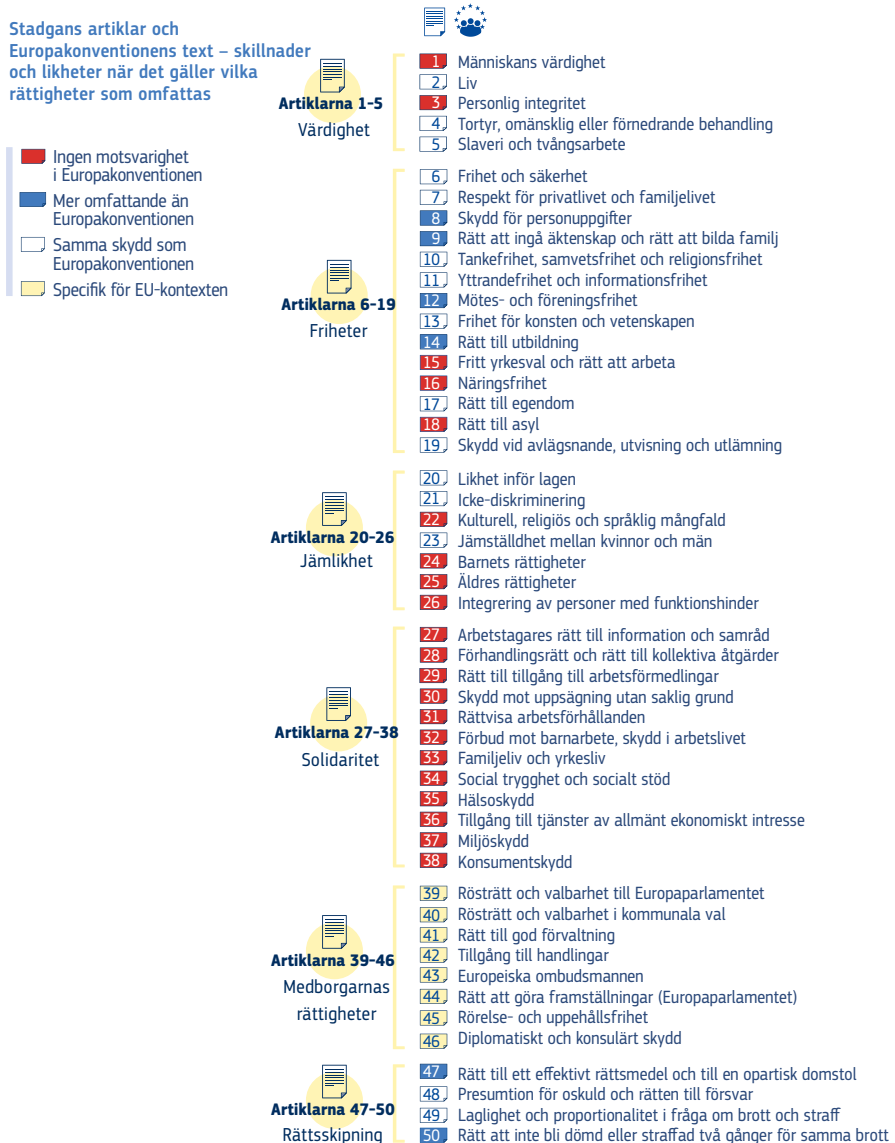 Stadgans artiklar och
Europakonventionens text – skillnader
och likheter när det gäller vilka
rättigheter som omfattas
Ingen motsvarighet
i Europakonventionen
Mer omfattande än
Europakonventionen
Samma skydd som
Europakonventionen
Specifik för EU-kontexten
Artiklarna 1-5
Värdighet
1 Människans värdighet
2 Liv
3 Personlig integritet
4 Tortyr, omänsklig eller förnedrande behandling
5 Slaveri och tvångsarbete
Artiklarna 6-19
Friheter
6 Frihet och säkerhet
7 Respekt för privatlivet och familjelivet
8 Skydd för personuppgifter
9 Rätt att ingå äktenskap och rätt att bilda familj
10 Tankefrihet, samvetsfrihet och religionsfrihet
11 Yttrandefrihet och informationsfrihet
12 Mötes- och föreningsfrihet
13 Frihet för konsten och vetenskapen
14 Rätt till utbildning
15 Fritt yrkesval och rätt att arbeta
16 Näringsfrihet
17 Rätt till egendom
18 Rätt till asyl
19 Skydd vid avlägsnande, utvisning och utlämning
Artiklarna 20-26
Jämlikhet
20 Likhet inför lagen
21 Icke-diskriminering
22 Kulturell, religiös och språklig mångfald
23 Jämställdhet mellan kvinnor och män
24 Barnets rättigheter
25 Äldres rättigheter
26 Integrering av personer med funktionshinder
Artiklarna 27-38
Solidaritet
27 Arbetstagares rätt till information och samråd
28 Förhandlingsrätt och rätt till kollektiva åtgärder
29 Rätt till tillgång till arbetsförmedlingar
30 Skydd mot uppsägning utan saklig grund
31 Rättvisa arbetsförhållanden
32 Förbud mot barnarbete, skydd i arbetslivet
33 Familjeliv och yrkesliv
34 Social trygghet och socialt stöd
35 Hälsoskydd
36 Tillgång till tjänster av allmänt ekonomiskt intresse
37 Miljöskydd
38 Konsumentskydd
Artiklarna 39-46
Medborgarnas
rättigheter
39 Rösträtt och valbarhet till Europaparlamentet
40 Rösträtt och valbarhet i kommunala val
41 Rätt till god förvaltning
42 Tillgång till handlingar
43 Europeiska ombudsmannen
44 Rätt att göra framställningar (Europaparlamentet)
45 Rörelse- och uppehållsfrihet
46 Diplomatiskt och konsulärt skydd
Artiklarna 47-50
Rättsskipning
47 Rätt till ett effektivt rättsmedel och till en opartisk domstol
48 Presumtion för oskuld och rätten till försvar
49 Laglighet och proportionalitet i fråga om brott och straff
50 Rätt att inte bli dömd eller straffad två gånger för samma brott